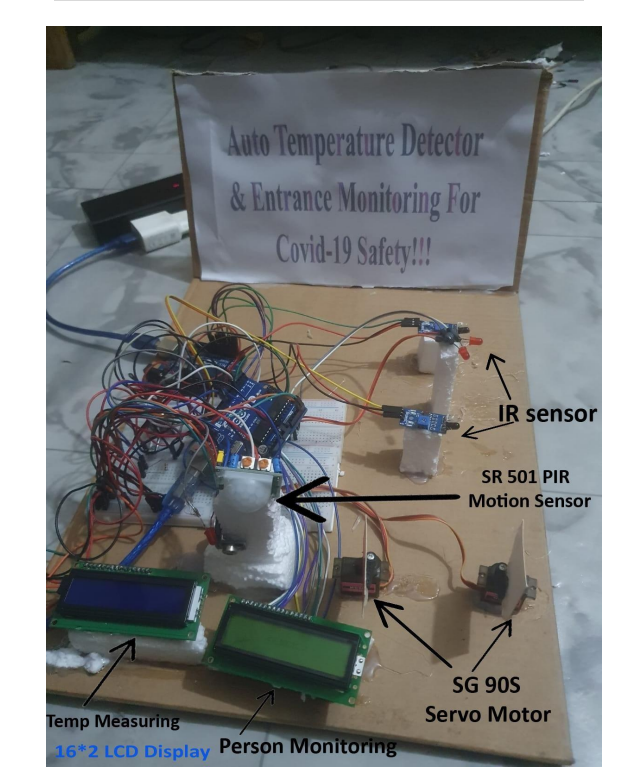 Auto Temperature Detector
& Entrance Monitoring For
Covid-19 Safety!!!
IR sensor
SR 501 PIR
Motion Sensor
SG 90S
Servo Motor
Temp Measuring
16*2 LCD Display
Person Monitoring